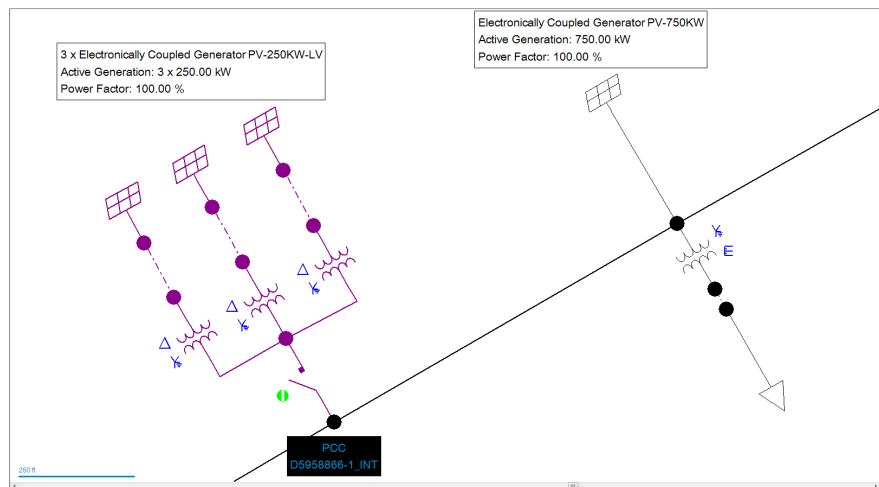 Electronically Coupled Generator PV-750KW
Active Generation: 750.00 kW
Power Factor: 100.00 %
3 x Electronically Coupled Generator PV-250KW-LV
Active Generation: 3 x 250.00 kW
Power Factor: 100.00 %
PCC
D5958866-1_INT
250 ft